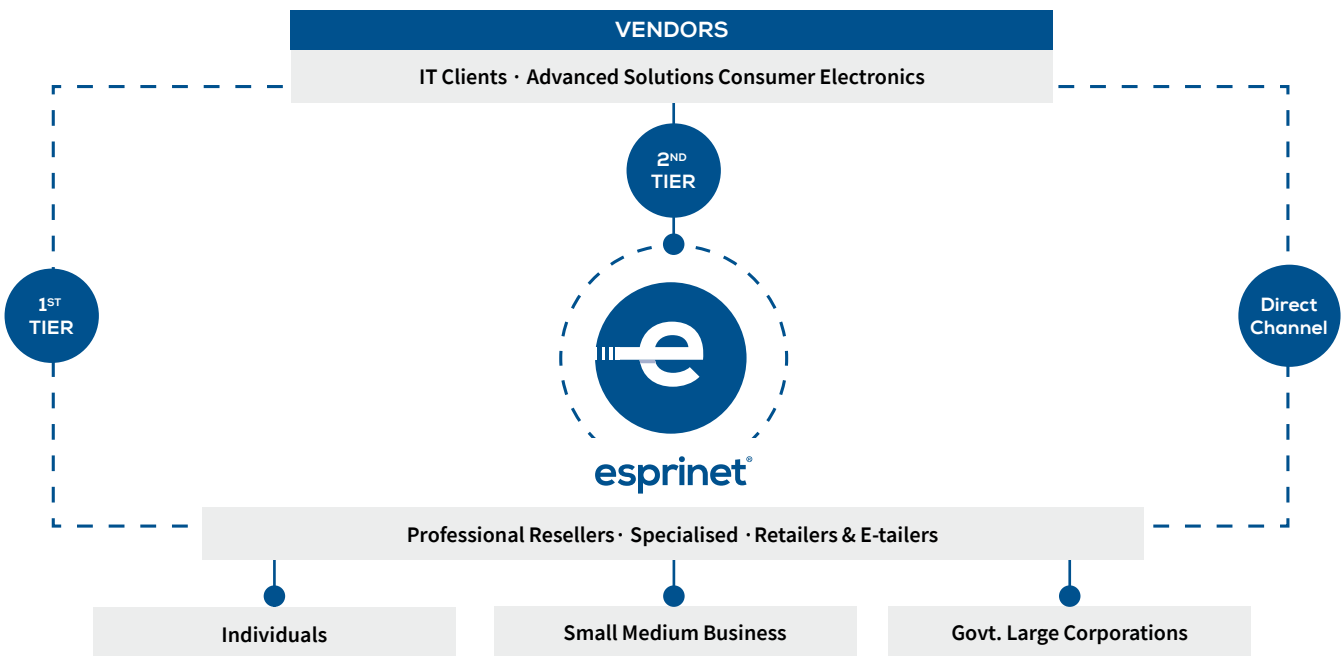 VENDORS
IT Clients · Advanced Solutions Consumer Electronics
2ND
TIER
1ST
TIER
Direct
Channel
e
esprinet®
Professional Resellers · Specialised · Retailers & E-tailers
Individuals
Small Medium Business
Govt. Large Corporations